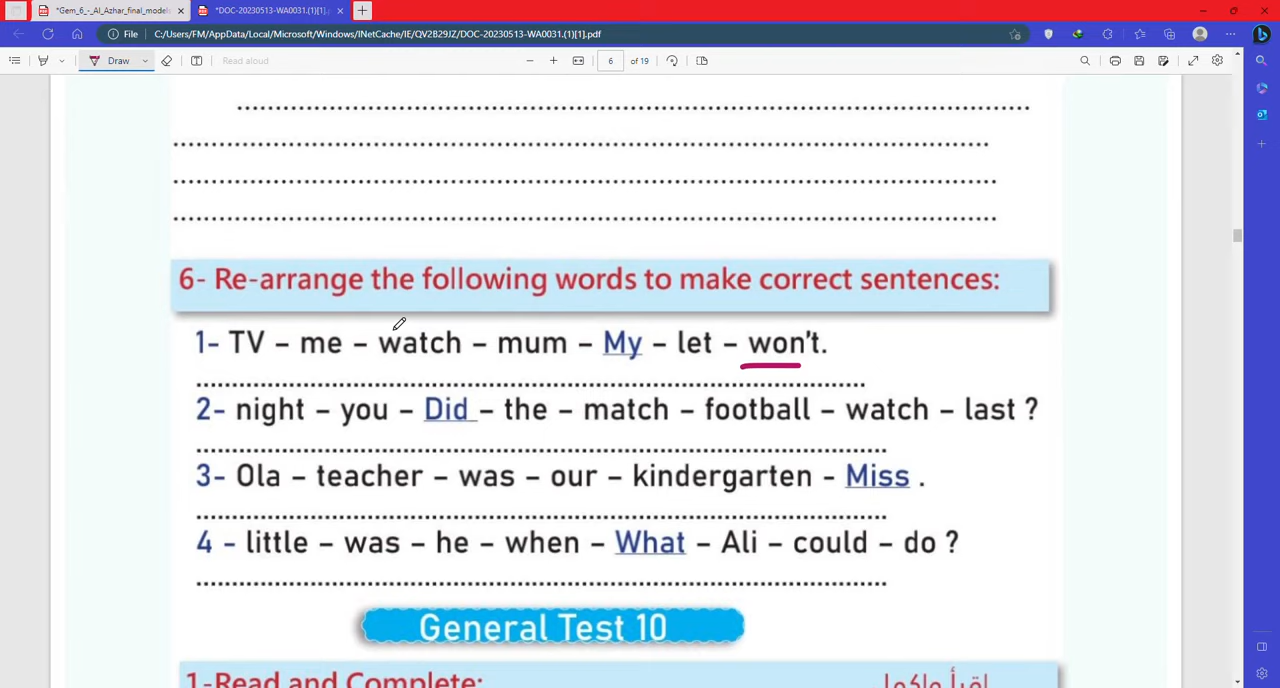 *Gem_6_-_Al_Azhar_final_models
*DOC-20230513-WA0031.(1)[1].pdf
File C:/Users/FM/AppData/Local/Microsoft/Windows/INetCache/IE/QV2B29JZ/DOC-20230513-WA0031.(1)[1].pdf
Draw Read aloud 6 of 19
6- Re-arrange the following words to make correct sentences:
1- TV – me – watch – mum – My – let – won't.
2- night – you – Did – the – match – football – watch – last ?
3- Ola – teacher – was – our – kindergarten - Miss .
4 - little – was – he – when – What – Ali – could – do ?
General Test 10
1-Read and Complete:
اقرأ واكمل